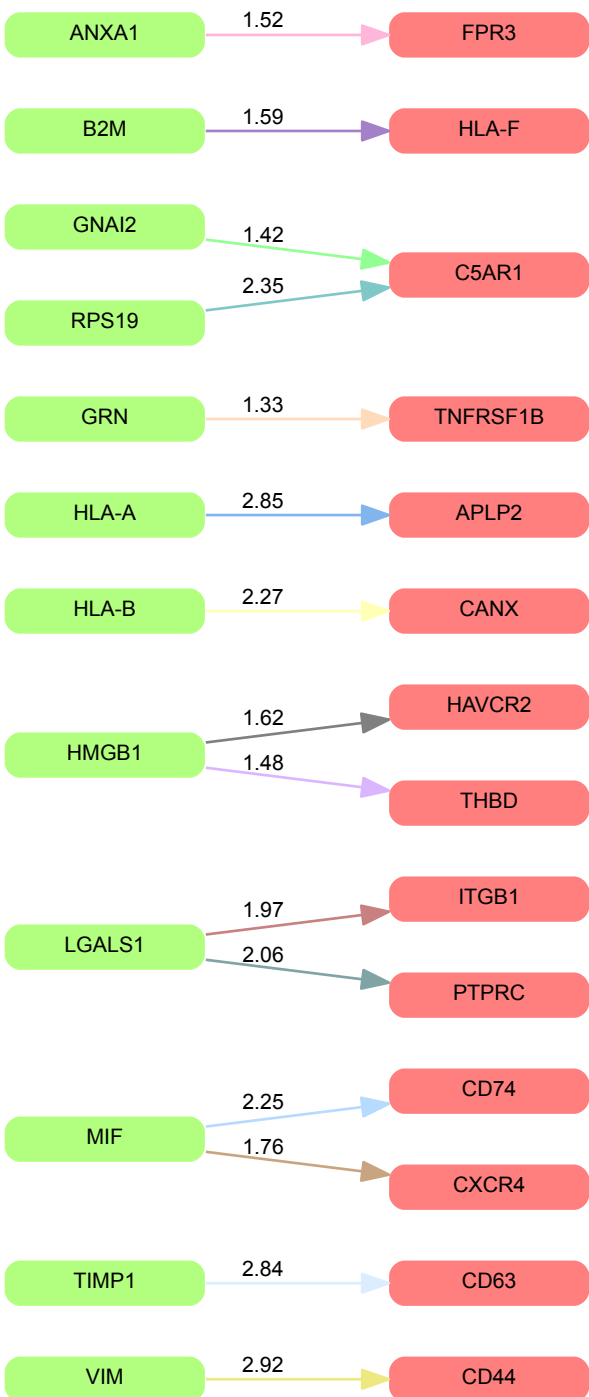 ANXA1 1.52 FPR3
B2M 1.59 HLA-F
GNAI2 1.42 C5AR1
RPS19 2.35
GRN 1.33 TNFRSF1B
HLA-A 2.85 APLP2
HLA-B 2.27 CANX
HMGB1 1.62 HAVCR2
1.48 THBD
LGALS1 1.97 ITGB1
2.06 PTPRC
MIF 2.25 CD74
1.76 CXCR4
TIMP1 2.84 CD63
VIM 2.92 CD44